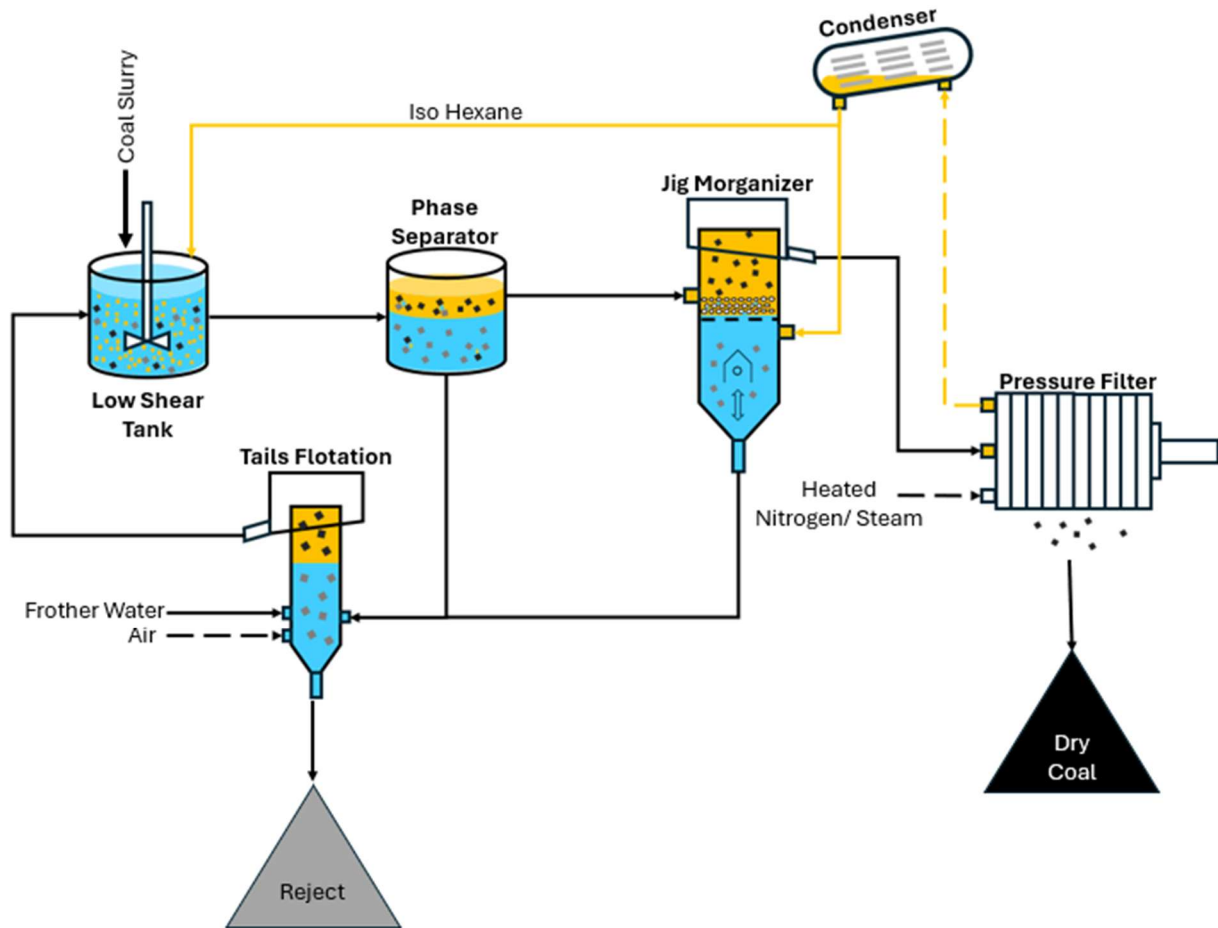 Condenser
Coal Slurry
Iso Hexane
Jig Morganizer
Phase
Separator
Pressure Filter
Low Shear
Tank
Tails Flotation
Heated
Nitrogen/ Steam
Frother Water
Air
Dry
Coal
Reject